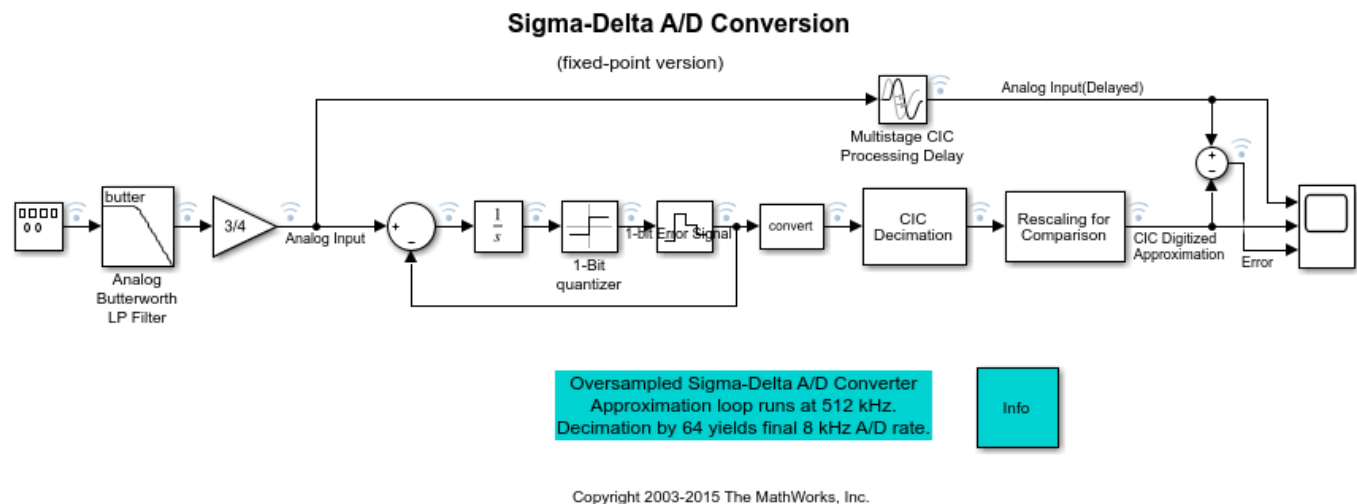 Sigma-Delta A/D Conversion
(fixed-point version)
Analog Input(Delayed)
Multistage CIC
Processing Delay
butter
3/4
Analog Input
1
s
1-bit Error Signal
convert
CIC
Decimation
Rescaling for
Comparison
CIC Digitized
Approximation
Error
Analog
Butterworth
LP Filter
1-Bit
quantizer
Oversampled Sigma-Delta A/D Converter
Approximation loop runs at 512 kHz.
Decimation by 64 yields final 8 kHz A/D rate.
Info
Copyright 2003-2015 The MathWorks, Inc.